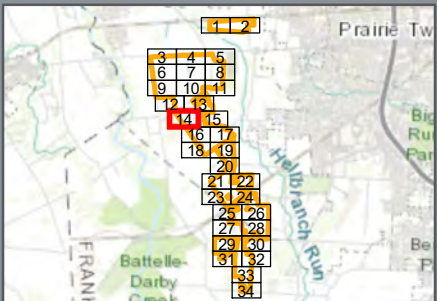 1 2
Prairie Tw
3 4 5
6 7 8
9 10 11
12 13
14 15
16 17
18 19
20
21 22
23 24
25 26
27 28
29 30
31 32
33
34
Big
Run
Par
Hellbranch Run
Be
P
Battelle-
Darby
Creek
FRANK